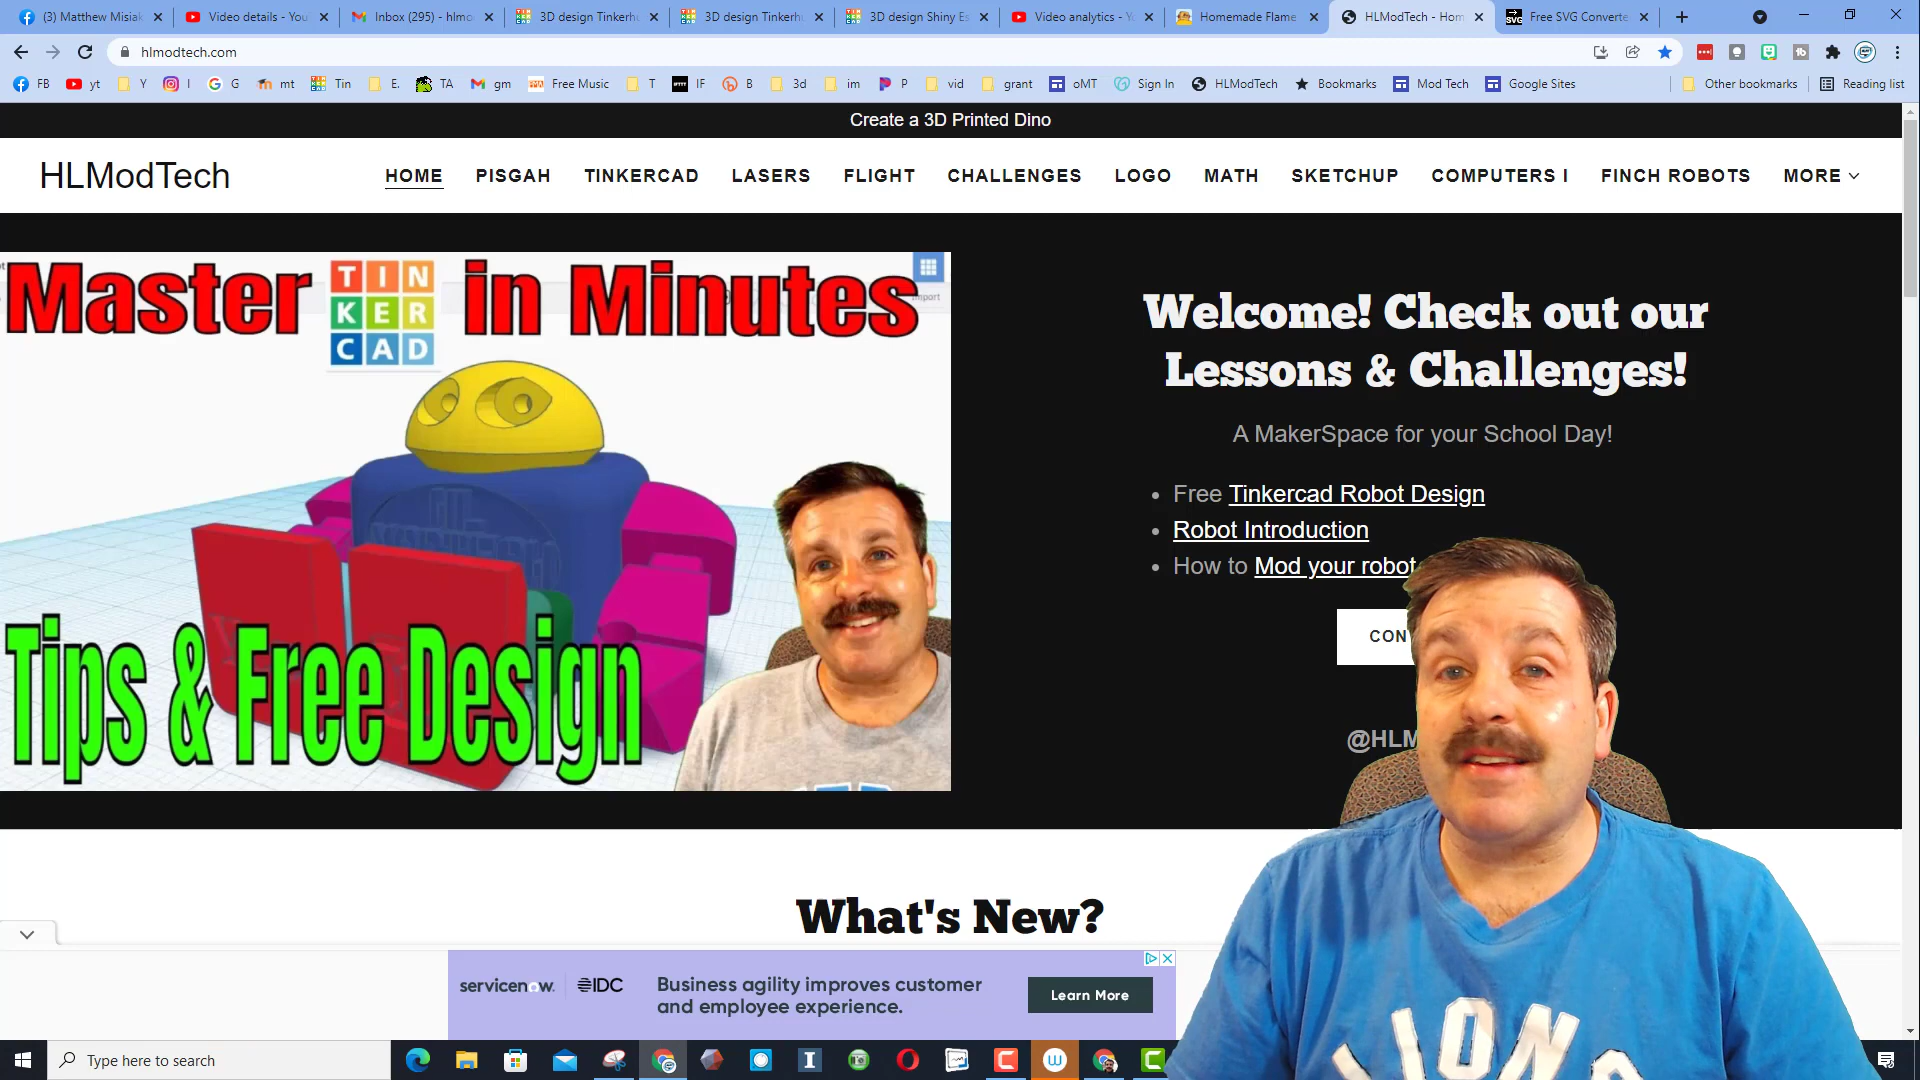 (3) Matthew Misiak
Video details - You
Inbox (295) - hlmo
3D design Tinkerh
3D design Tinkerh
3D design Shiny Es
Video analytics - Y
Homemade Flame
HLModTech - Hom
Free SVG Converte
hlmodtech.com
FB
yt
Y
I
G
mt
Tin
E.
TA
gm
Free Music
T
IF
B
3d
im
P
vid
grant
oMT
Sign In
HLModTech
Bookmarks
Mod Tech
Google Sites
Other bookmarks
Reading list
Create a 3D Printed Dino
HLModTech
HOME
PISGAH
TINKERCAD
LASERS
FLIGHT
CHALLENGES
LOGO
MATH
SKETCHUP
COMPUTERS I
FINCH ROBOTS
MORE
Master TINKERCAD in Minutes
Import
Tips & Free Design
Welcome! Check out our
Lessons & Challenges!
A MakerSpace for your School Day!
Free Tinkercad Robot Design
Robot Introduction
How to Mod your robot
CON
@HLM
What's New?
servicenow.
IDC
Business agility improves customer
and employee experience.
Learn More
LIONS
Type here to search